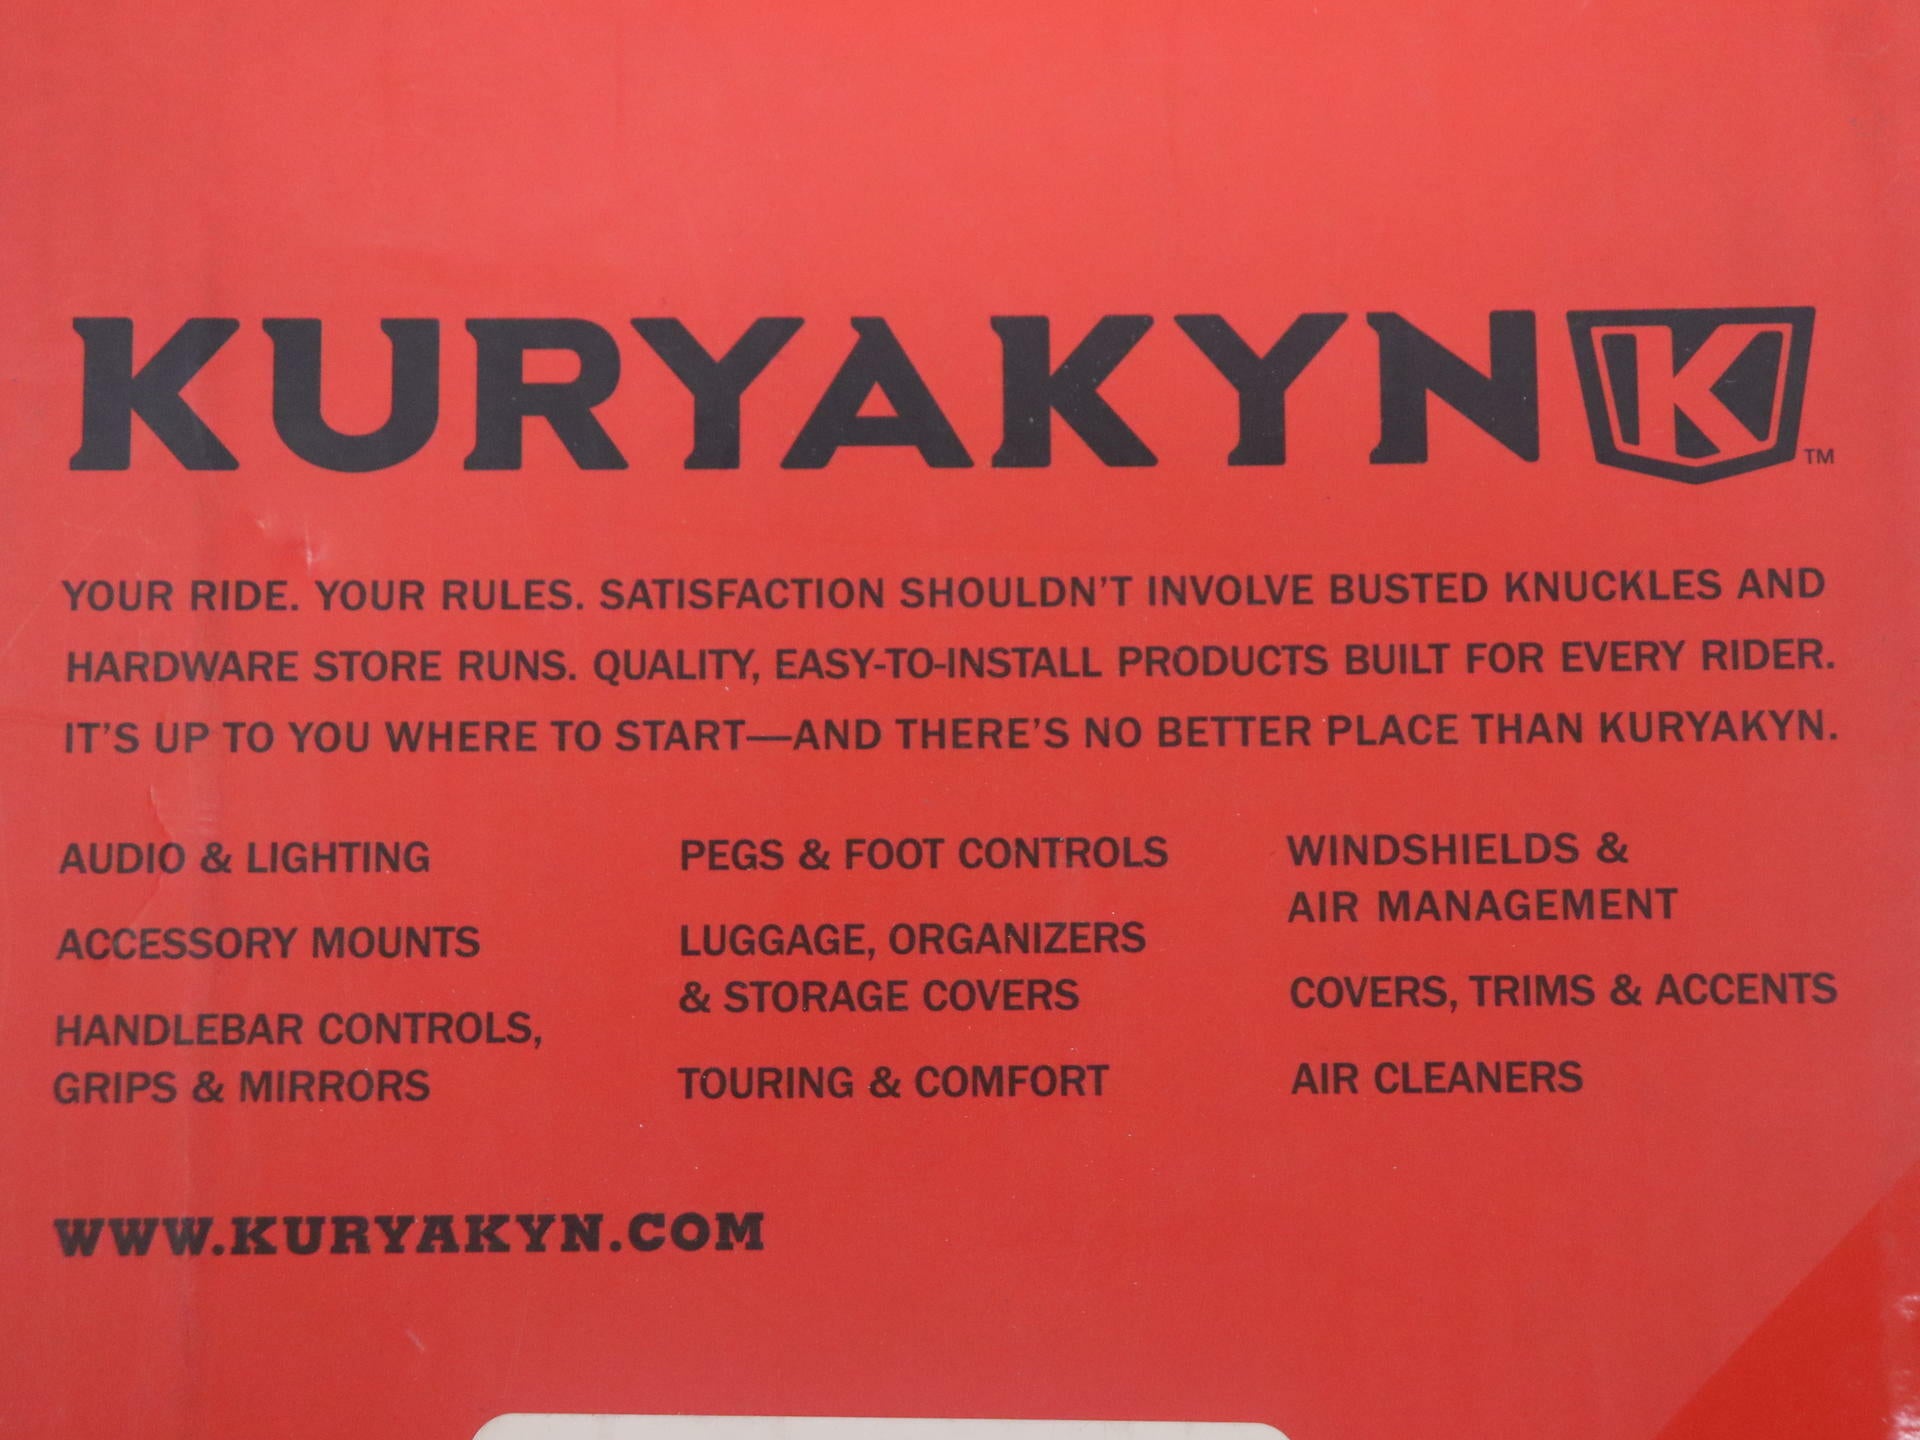 KURYAKYN K TM
YOUR RIDE. YOUR RULES. SATISFACTION SHOULDN'T INVOLVE BUSTED KNUCKLES AND
HARDWARE STORE RUNS. QUALITY, EASY-TO-INSTALL PRODUCTS BUILT FOR EVERY RIDER.
IT'S UP TO YOU WHERE TO START—AND THERE'S NO BETTER PLACE THAN KURYAKYN.
AUDIO & LIGHTING
ACCESSORY MOUNTS
HANDLEBAR CONTROLS,
GRIPS & MIRRORS
PEGS & FOOT CONTROLS
LUGGAGE, ORGANIZERS
& STORAGE COVERS
TOURING & COMFORT
WINDSHIELDS &
AIR MANAGEMENT
COVERS, TRIMS & ACCENTS
AIR CLEANERS
WWW.KURYAKYN.COM